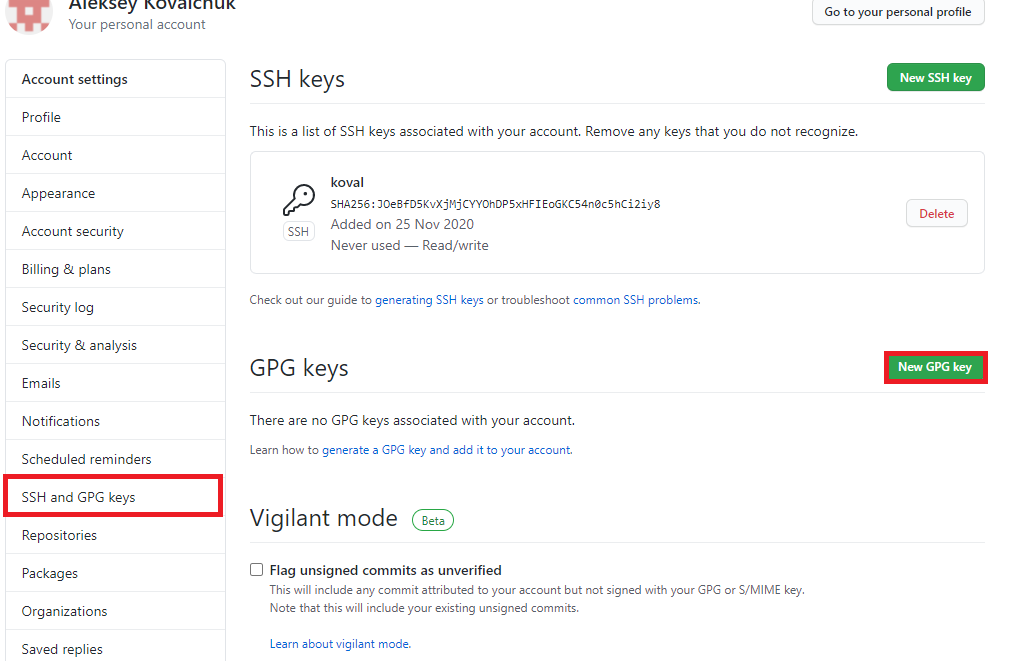 Aleksey Kovalchuk
Your personal account
Go to your personal profile
Account settings
Profile
Account
Appearance
Account security
Billing & plans
Security log
Security & analysis
Emails
Notifications
Scheduled reminders
SSH and GPG keys
Repositories
Packages
Organizations
Saved replies
SSH keys
New SSH key
This is a list of SSH keys associated with your account. Remove any keys that you do not recognize.
koval
SHA256:JOeBfD5KvXjMjCYYOhDP5xHFIEoGKC54n0c5hCi2iy8
SSH
Added on 25 Nov 2020
Never used — Read/write
Delete
Check out our guide to generating SSH keys or troubleshoot common SSH problems.
GPG keys
New GPG key
There are no GPG keys associated with your account.
Learn how to generate a GPG key and add it to your account.
Vigilant mode
Beta
Flag unsigned commits as unverified
This will include any commit attributed to your account but not signed with your GPG or S/MIME key.
Note that this will include your existing unsigned commits.
Learn about vigilant mode.